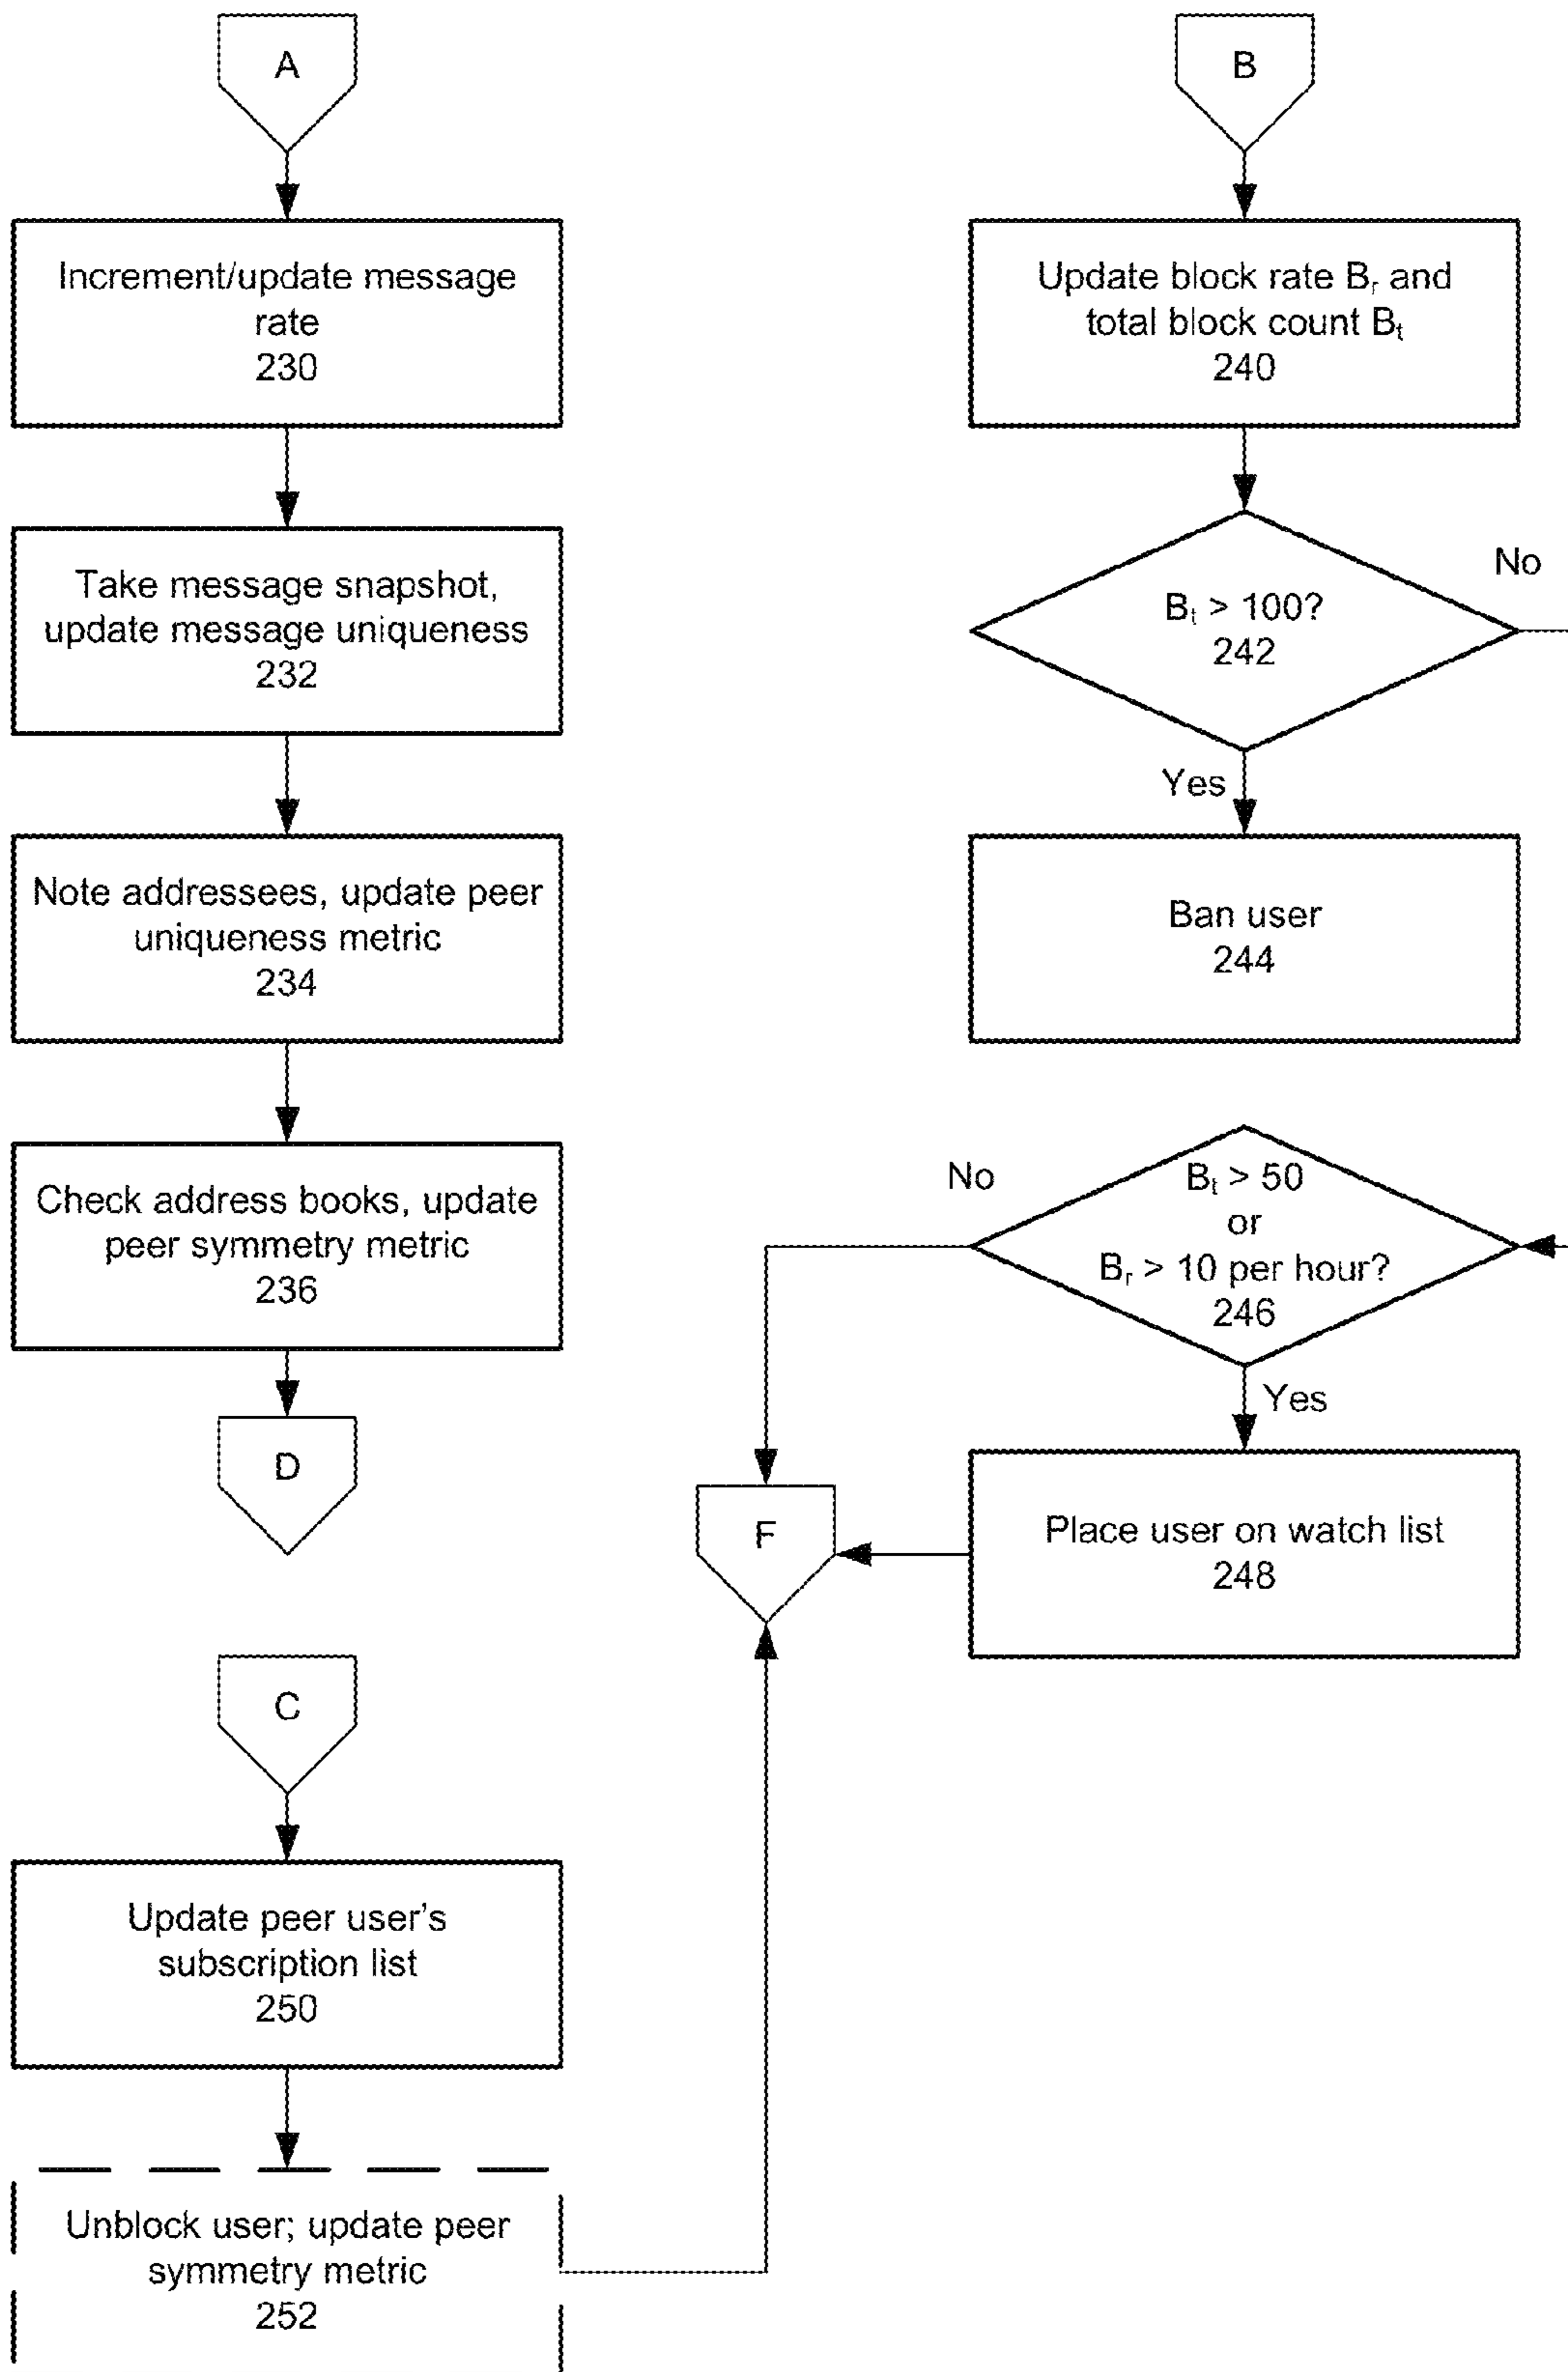 A
Increment/update message
rate
230
Take message snapshot,
update message uniqueness
232
Note addressees, update peer
uniqueness metric
234
Check address books, update
peer symmetry metric
236
D
B
Update block rate Br and
total block count Bt
240
Bt > 100?
242
No
Yes
Ban user
244
Bt > 50
or
Br > 10 per hour?
246
No
Yes
Place user on watch list
248
F
C
Update peer user's
subscription list
250
Unblock user; update peer
symmetry metric
252